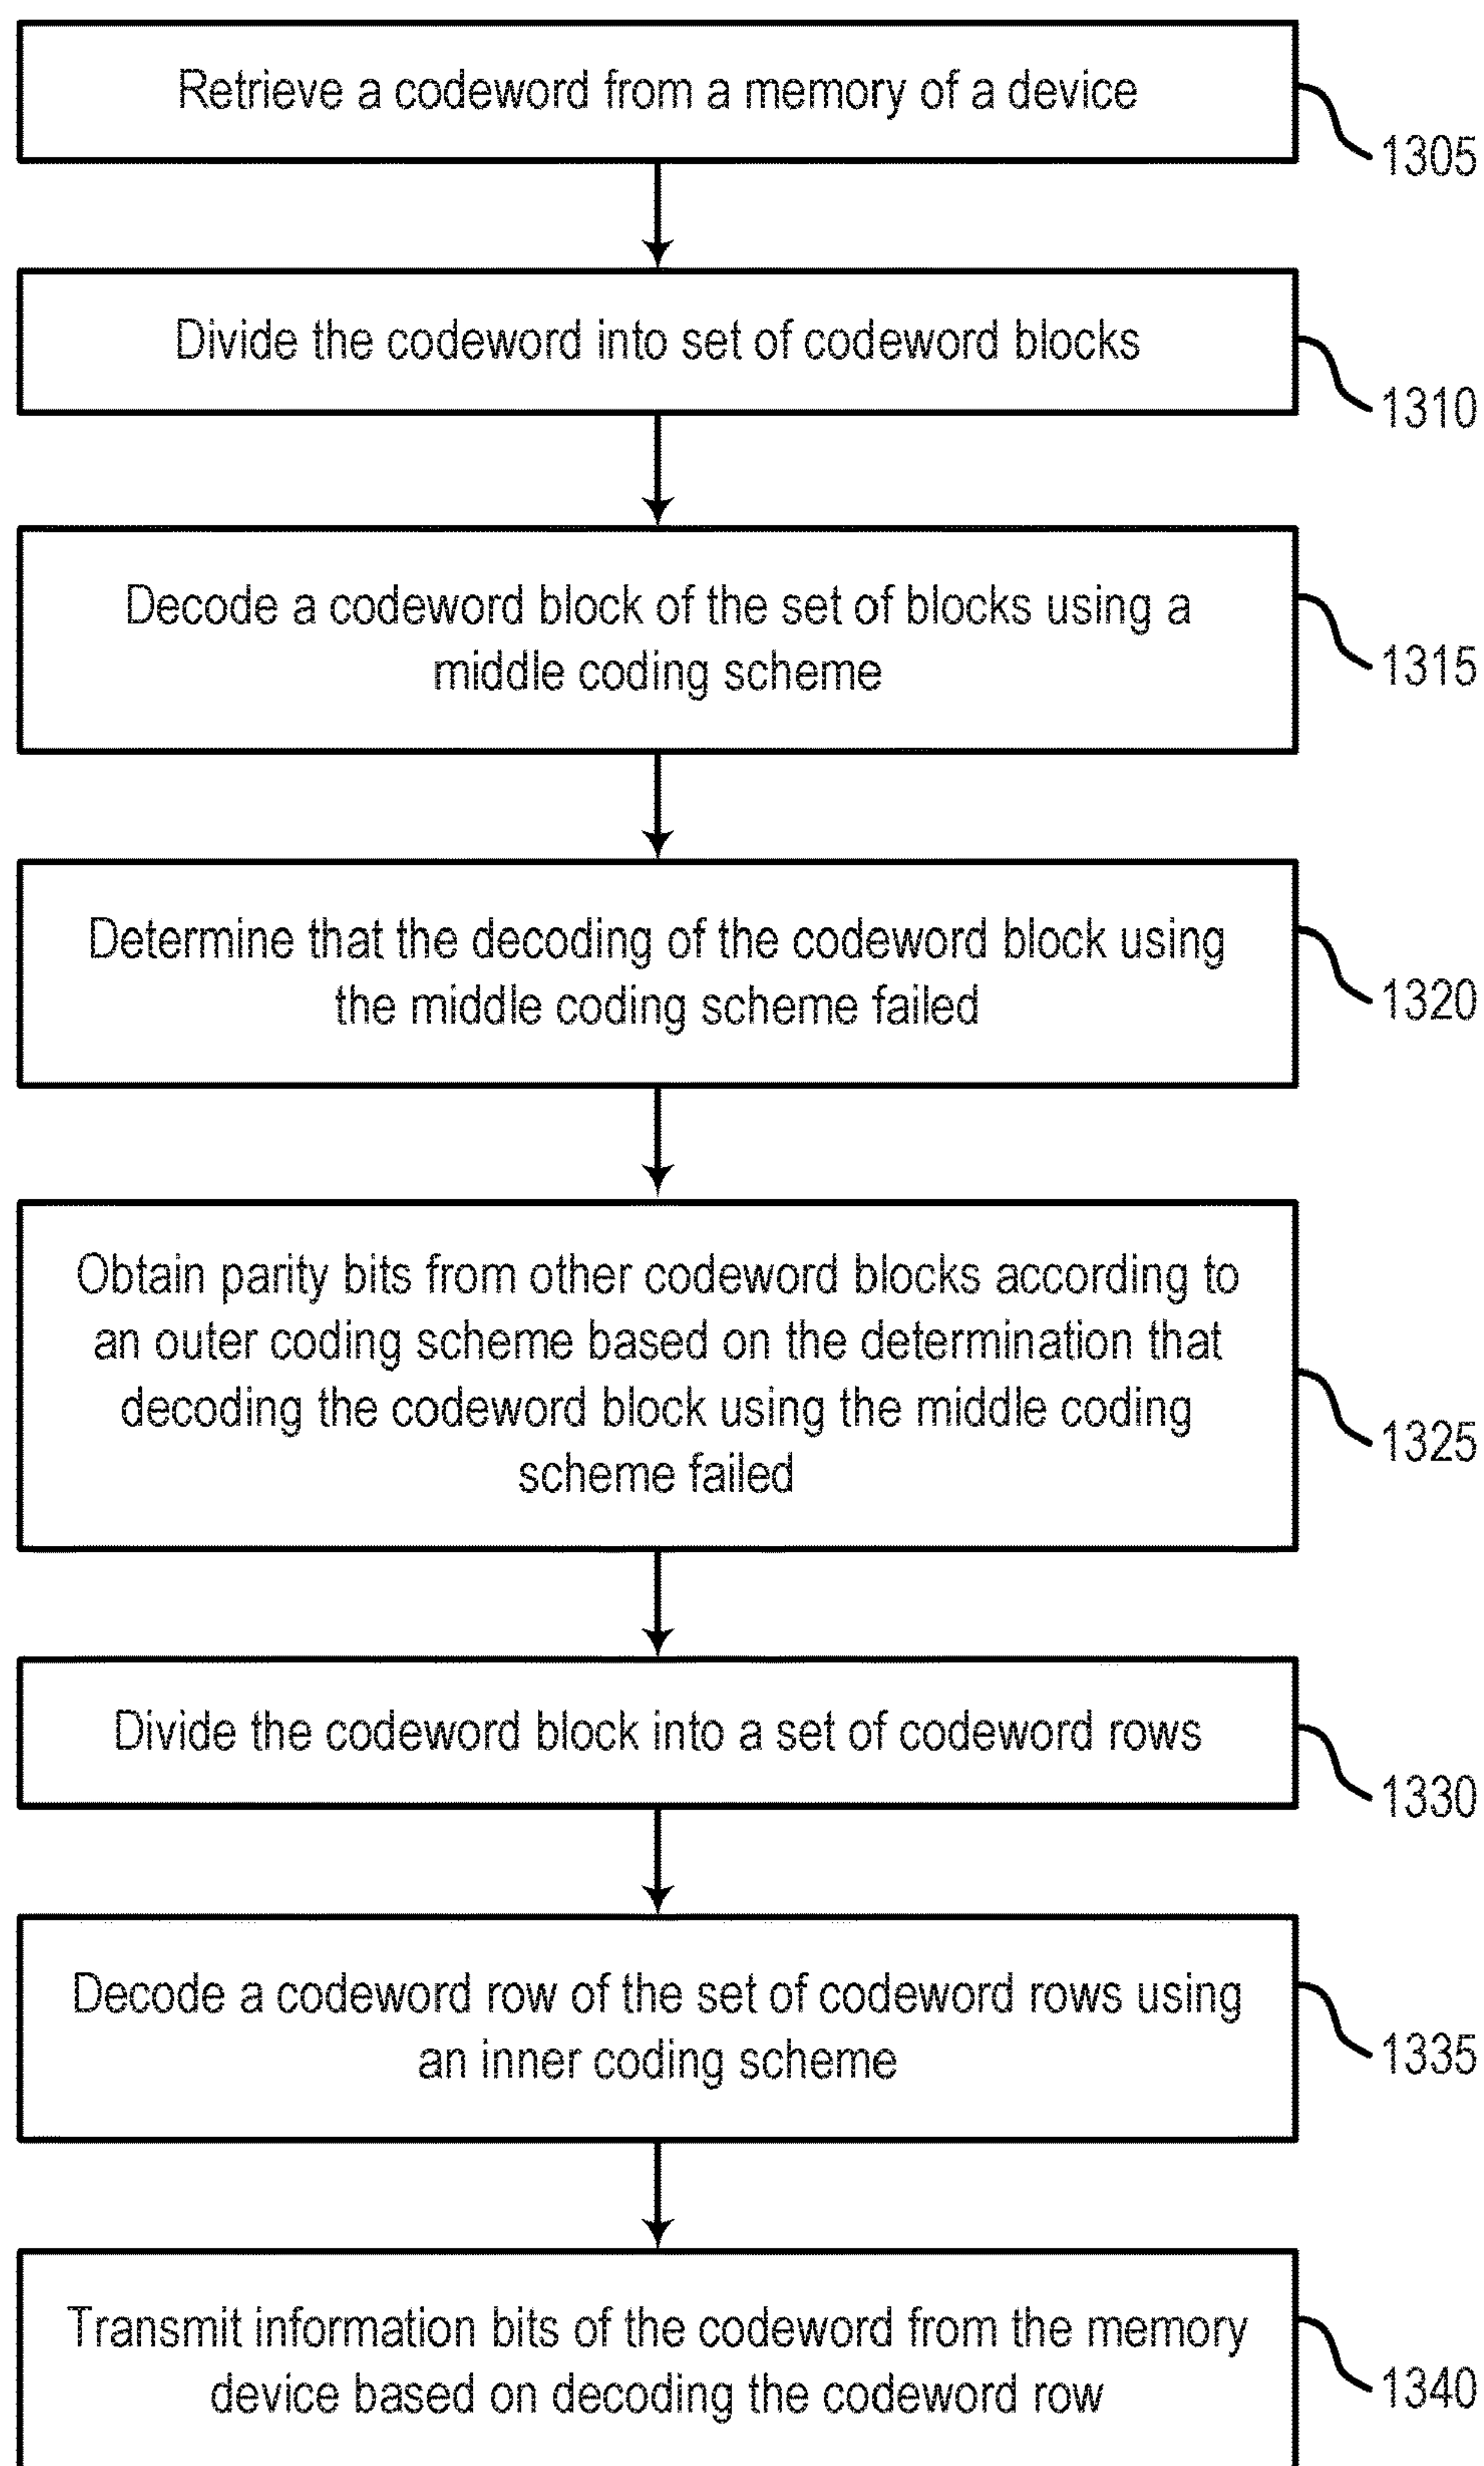 Retrieve a codeword from a memory of a device
1305
Divide the codeword into set of codeword blocks
1310
Decode a codeword block of the set of blocks using a
middle coding scheme
1315
Determine that the decoding of the codeword block using
the middle coding scheme failed
1320
Obtain parity bits from other codeword blocks according to
an outer coding scheme based on the determination that
decoding the codeword block using the middle coding
scheme failed
1325
Divide the codeword block into a set of codeword rows
1330
Decode a codeword row of the set of codeword rows using
an inner coding scheme
1335
Transmit information bits of the codeword from the memory
device based on decoding the codeword row
1340